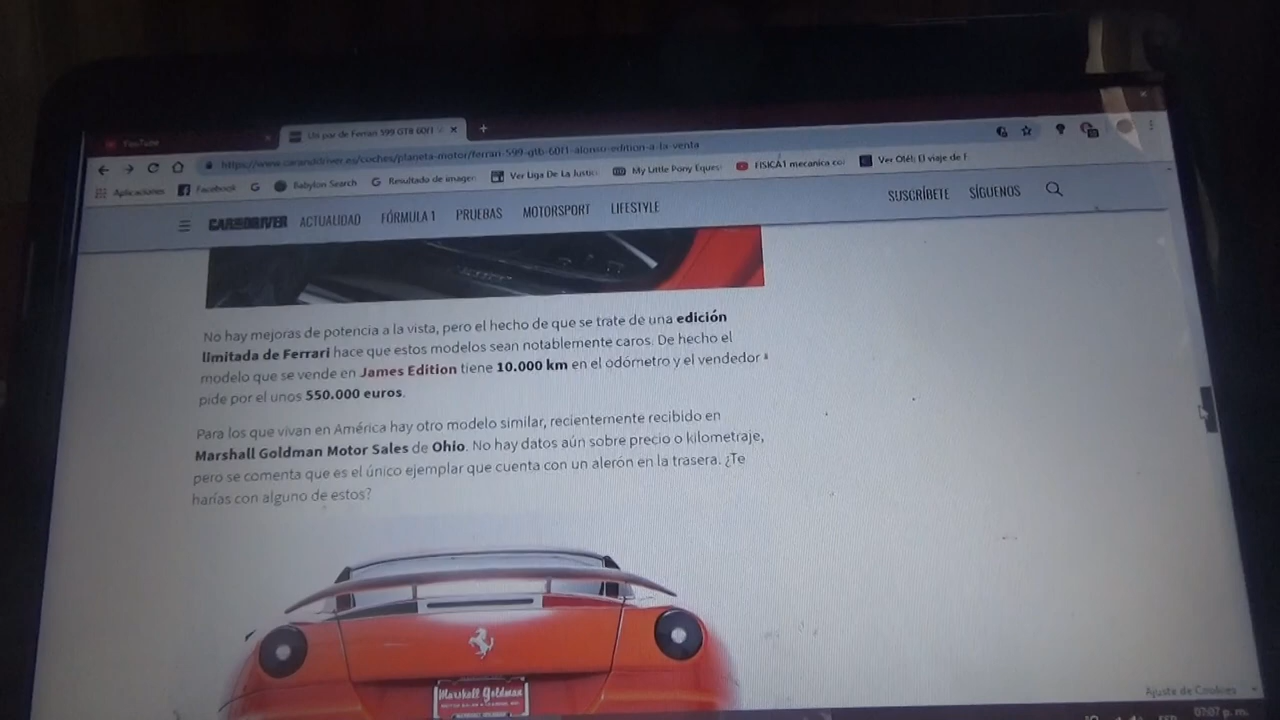 YouTube
Un par de Ferrari 599 GTB 60F1
https://www.caranddriver.es/coches/planeta-motor/ferrari-599-gtb-60f1-alonso-edition-a-la-venta
Aplicaciones Facebook Babylon Search Resultado de imagen Ver Liga De La Justic My Little Pony Eques FISICA1 mecanica co Ver Olé!: El viaje de F
CAR AND DRIVER ACTUALIDAD FÓRMULA 1 PRUEBAS MOTORSPORT LIFESTYLE SUSCRÍBETE SÍGUENOS
No hay mejoras de potencia a la vista, pero el hecho de que se trate de una edición
limitada de Ferrari hace que estos modelos sean notablemente caros. De hecho el
modelo que se vende en James Edition tiene 10.000 km en el odómetro y el vendedor
pide por el unos 550.000 euros.
Para los que vivan en América hay otro modelo similar, recientemente recibido en
Marshall Goldman Motor Sales de Ohio. No hay datos aún sobre precio o kilometraje,
pero se comenta que es el único ejemplar que cuenta con un alerón en la trasera. ¿Te
harías con alguno de estos?
Marshall Goldman
Ajuste de Cookies
07:07 p. m.